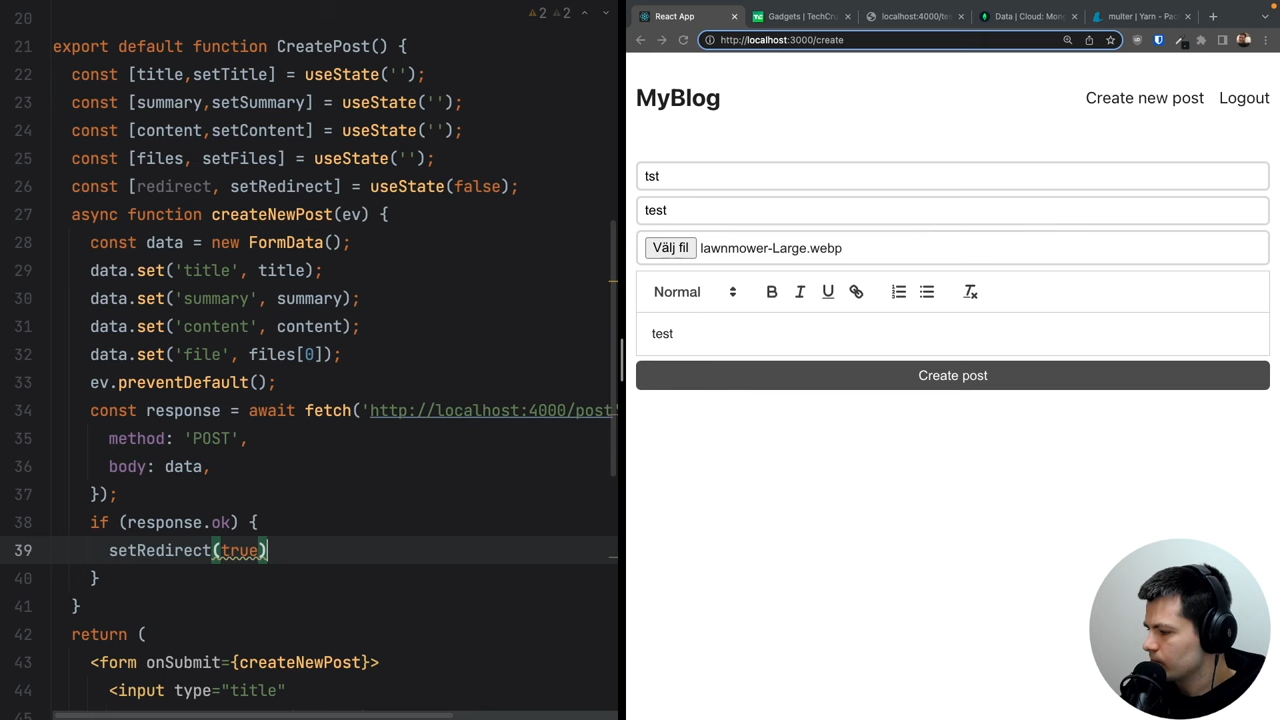 20
21 export default function CreatePost() {
22 const [title,setTitle] = useState('');
23 const [summary,setSummary] = useState('');
24 const [content,setContent] = useState('');
25 const [files, setFiles] = useState('');
26 const [redirect, setRedirect] = useState(false);
27 async function createNewPost(ev) {
28 const data = new FormData();
29 data.set('title', title);
30 data.set('summary', summary);
31 data.set('content', content);
32 data.set('file', files[0]);
33 ev.preventDefault();
34 const response = await fetch('http://localhost:4000/post'
35 method: 'POST',
36 body: data,
37 });
38 if (response.ok) {
39 setRedirect(true)
40 }
41 }
42 return (
43 <form onSubmit={createNewPost}>
44 <input type="title"
45
2 2
React App
Gadgets | TechCru
localhost:4000/te
Data | Cloud: Mong
multer | Yarn - Pac
http://localhost:3000/create
MyBlog
Create new post Logout
tst
test
Välj fil lawnmower-Large.webp
Normal B I U
test
Create post